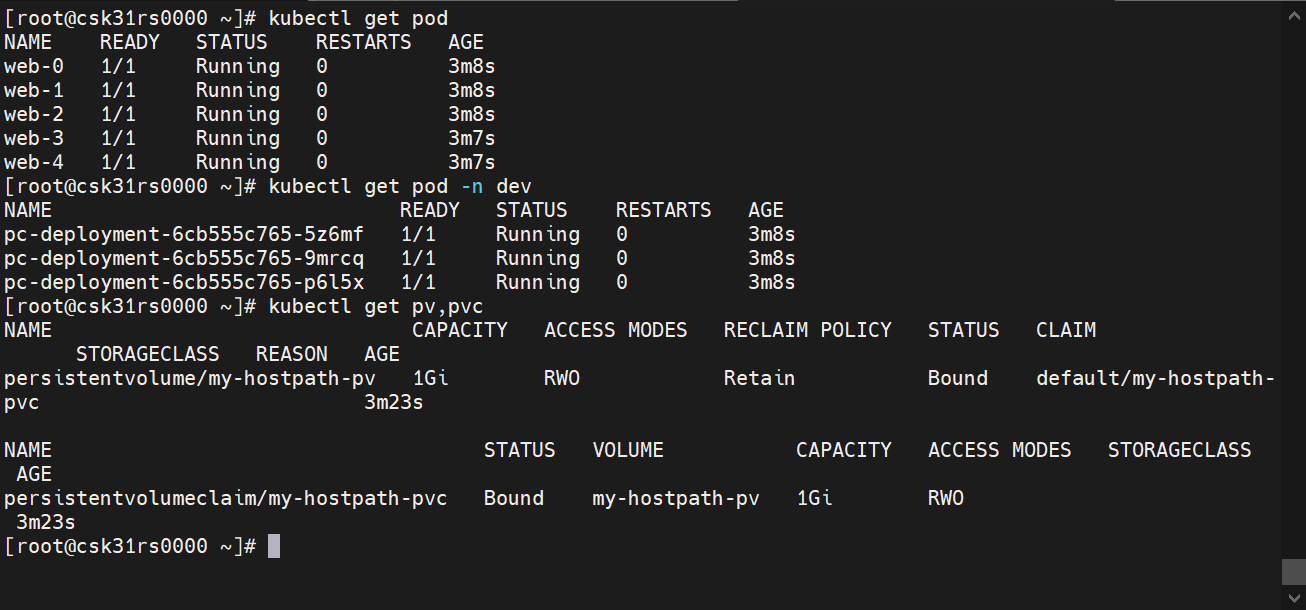 [root@csk31rs0000 ~]# kubectl get pod
NAME    READY   STATUS    RESTARTS   AGE
web-0   1/1     Running   0          3m8s
web-1   1/1     Running   0          3m8s
web-2   1/1     Running   0          3m8s
web-3   1/1     Running   0          3m7s
web-4   1/1     Running   0          3m7s
[root@csk31rs0000 ~]# kubectl get pod -n dev
NAME                             READY   STATUS    RESTARTS   AGE
pc-deployment-6cb555c765-5z6mf   1/1     Running   0          3m8s
pc-deployment-6cb555c765-9mrcq   1/1     Running   0          3m8s
pc-deployment-6cb555c765-p6l5x   1/1     Running   0          3m8s
[root@csk31rs0000 ~]# kubectl get pv,pvc
NAME                              CAPACITY   ACCESS MODES   RECLAIM POLICY   STATUS   CLAIM
      STORAGECLASS   REASON   AGE
persistentvolume/my-hostpath-pv   1Gi        RWO            Retain           Bound    default/my-hostpath-
pvc                           3m23s

NAME                                    STATUS   VOLUME           CAPACITY   ACCESS MODES   STORAGECLASS
 AGE
persistentvolumeclaim/my-hostpath-pvc   Bound    my-hostpath-pv   1Gi        RWO
 3m23s
[root@csk31rs0000 ~]#